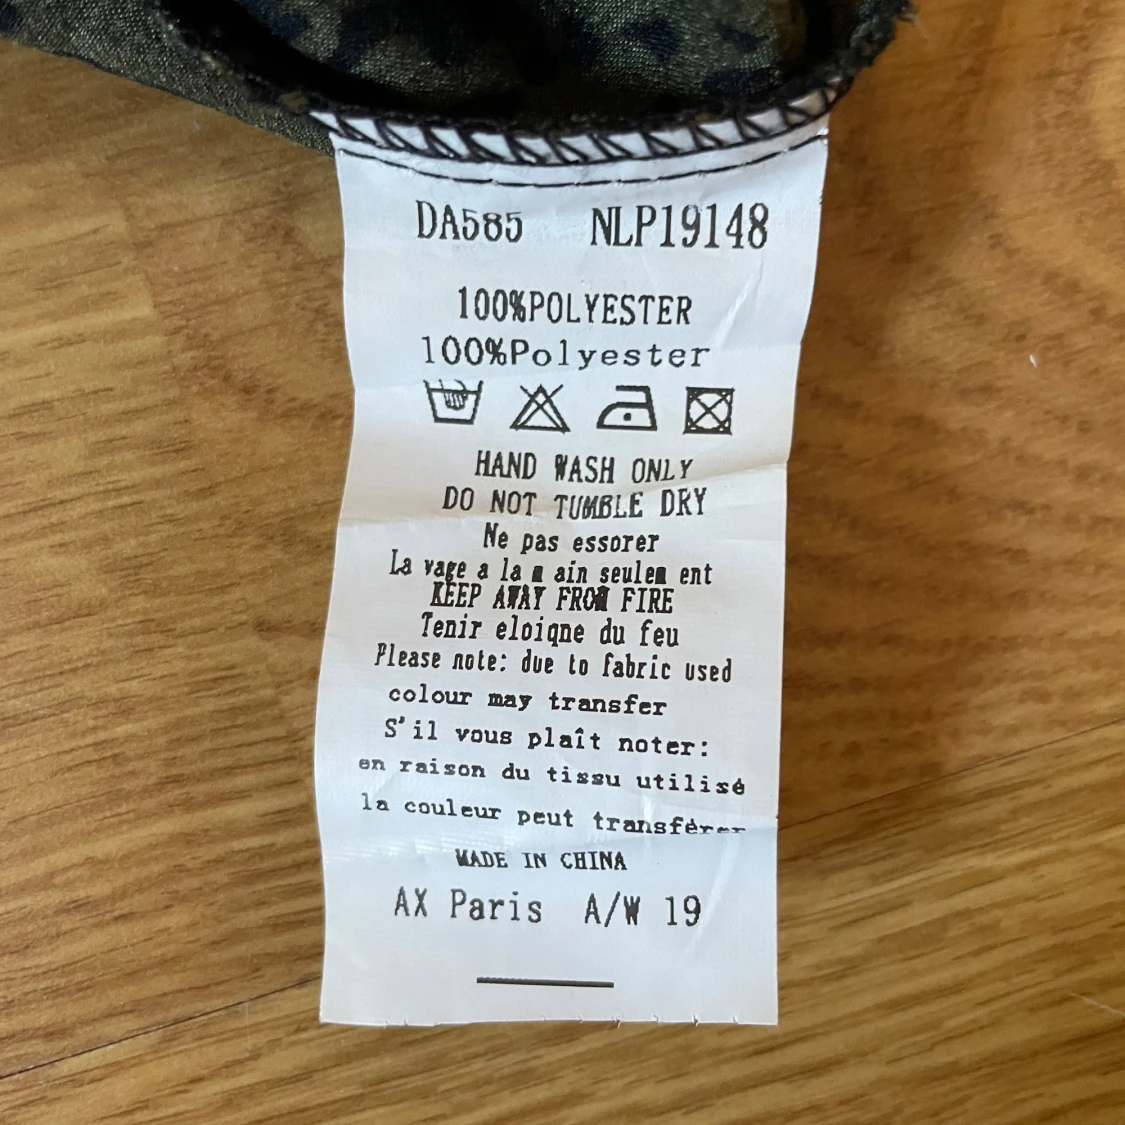 DA585 NLP19148
100%POLYESTER
100%Polyester
HAND WASH ONLY
DO NOT TUMBLE DRY
Ne pas essorer
La vage a la m ain seulem ent
KEEP AWAY FROM FIRE
Tenir eloiqne du feu
Please note: due to fabric used
colour may transfer
S'il vous plaît noter:
en raison du tissu utilisé
la couleur peut transférer
MADE IN CHINA
AX Paris A/W 19